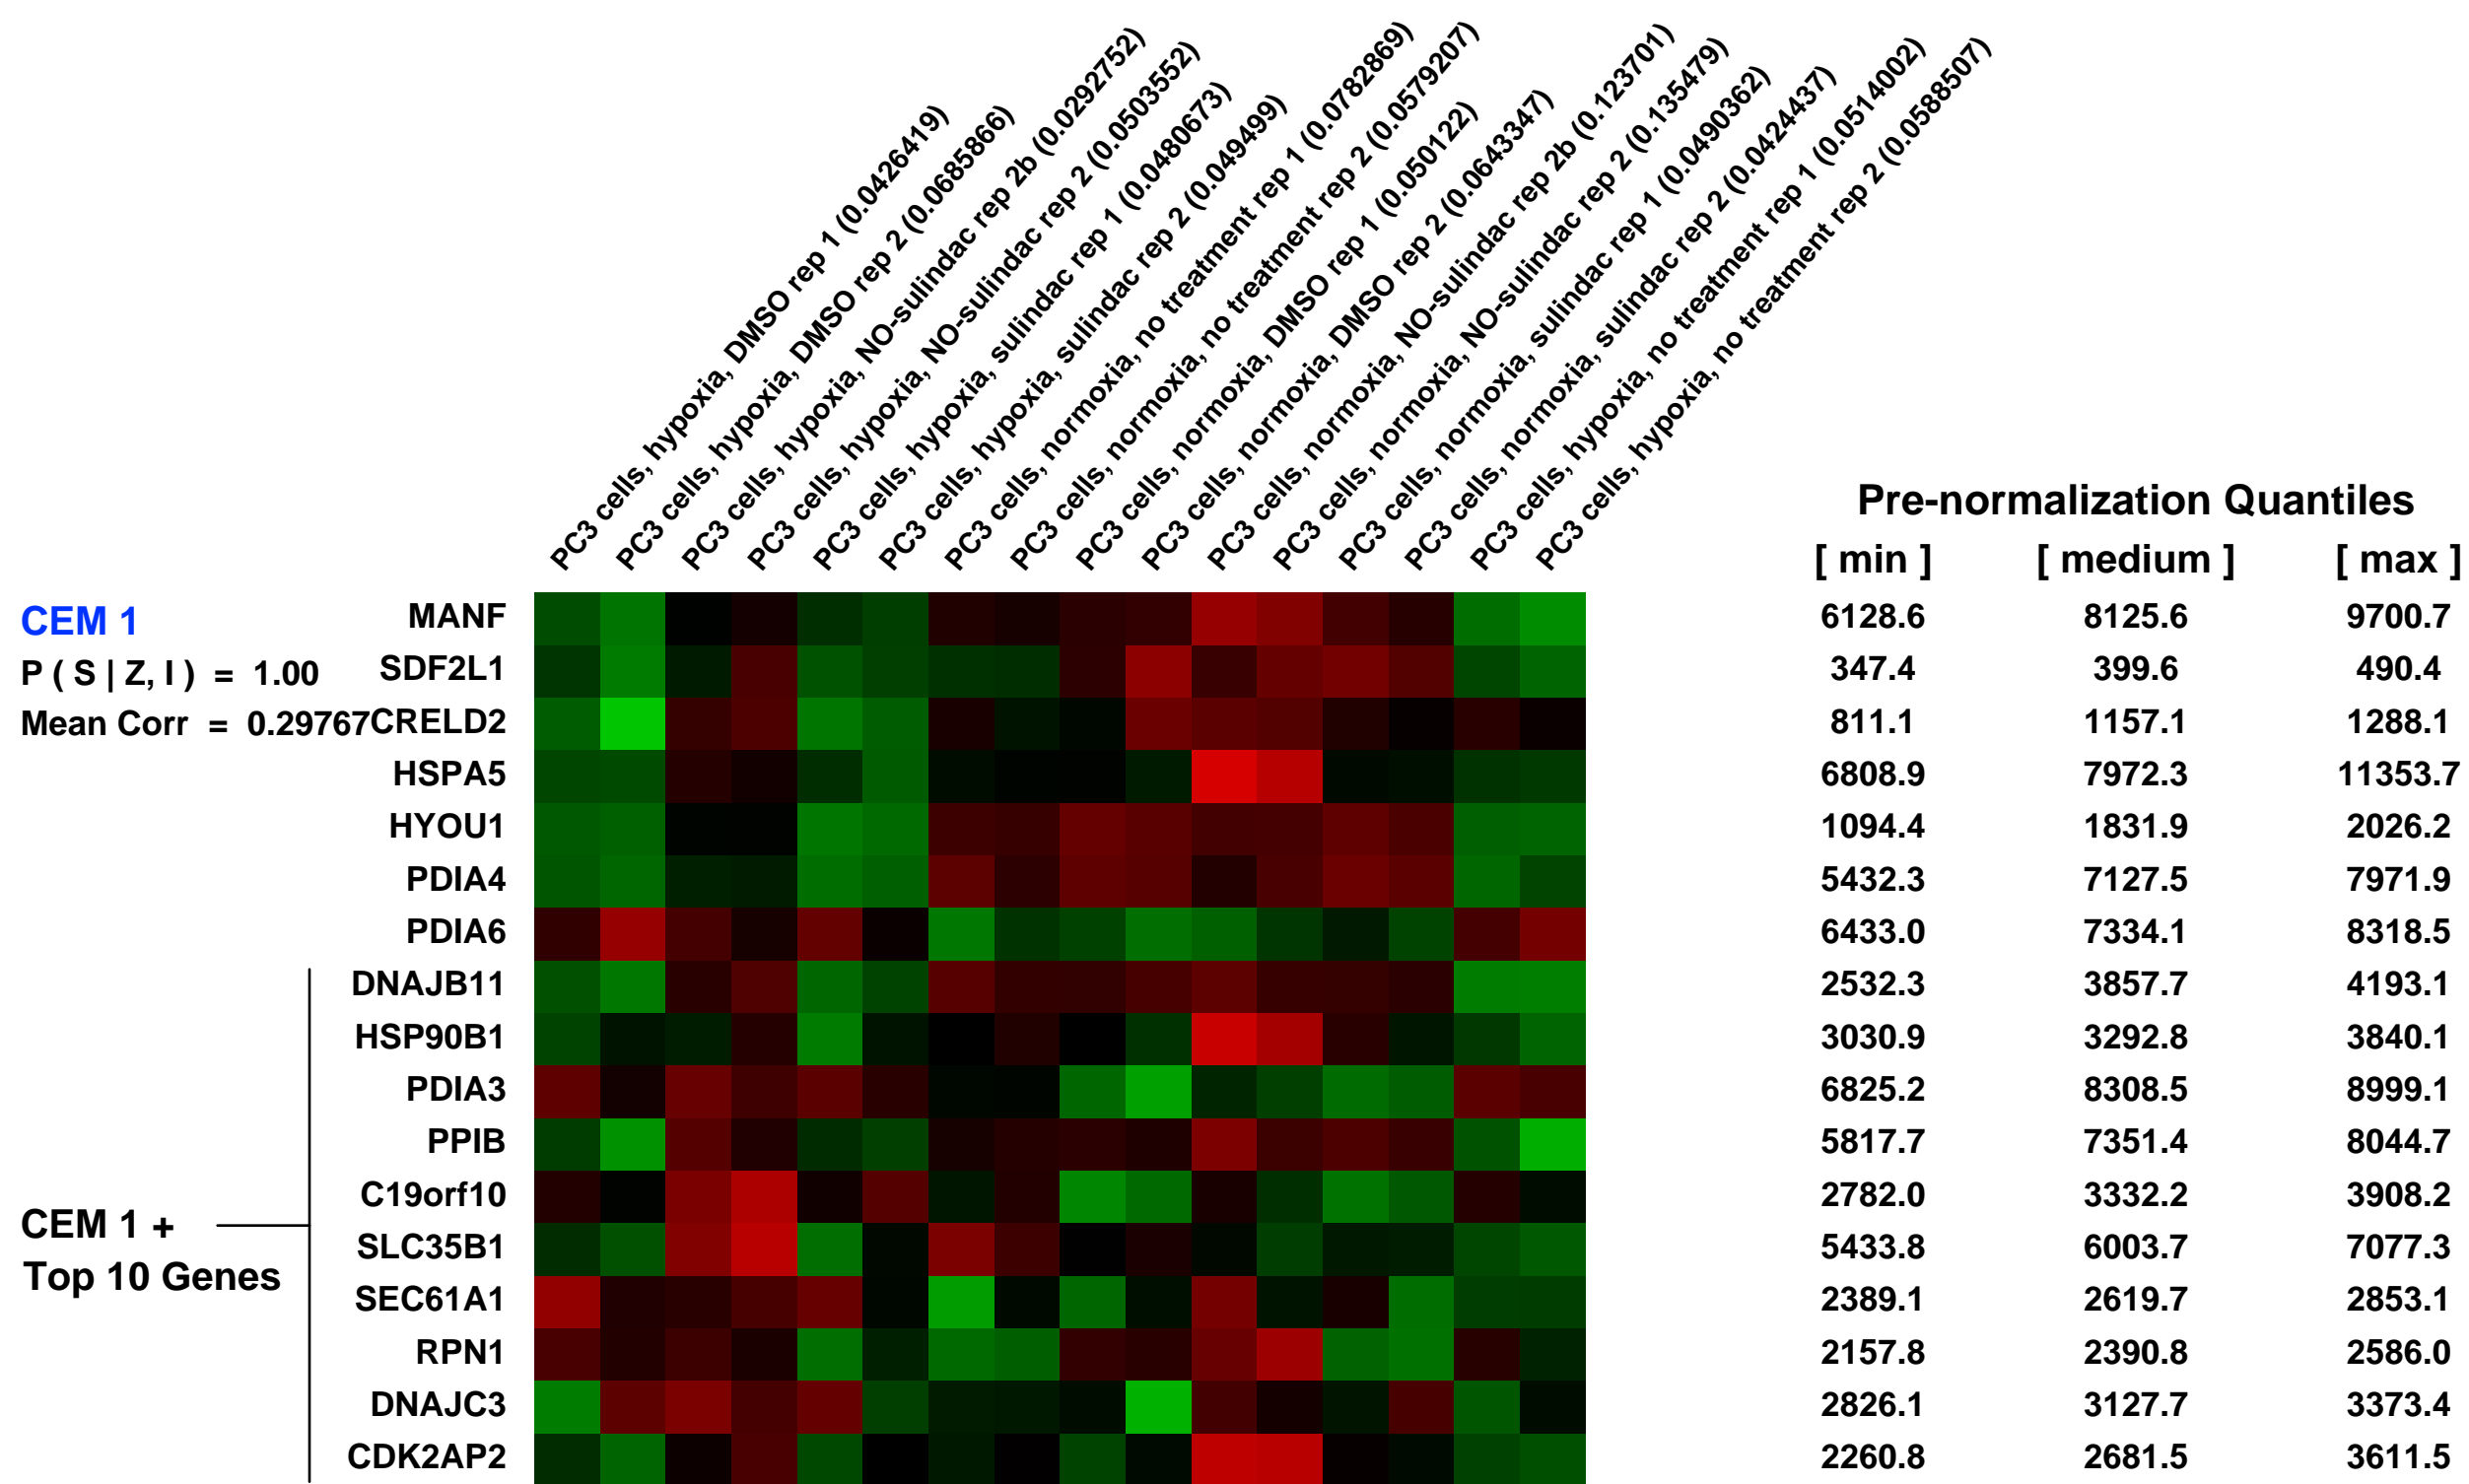 PC3 cells, hypoxia, DMSO rep 1 (0.0426419)
PC3 cells, hypoxia, DMSO rep 2 (0.0685866)
PC3 cells, hypoxia, NO-sulindac rep 2b (0.0292752)
PC3 cells, hypoxia, NO-sulindac rep 2 (0.0503552)
PC3 cells, hypoxia, sulindac rep 1 (0.0480673)
PC3 cells, hypoxia, sulindac rep 2 (0.049499)
PC3 cells, normoxia, no treatment rep 1 (0.0782869)
PC3 cells, normoxia, no treatment rep 2 (0.0579207)
PC3 cells, normoxia, DMSO rep 1 (0.050122)
PC3 cells, normoxia, DMSO rep 2 (0.0643347)
PC3 cells, normoxia, NO-sulindac rep 2b (0.123701)
PC3 cells, normoxia, NO-sulindac rep 2 (0.135479)
PC3 cells, normoxia, sulindac rep 1 (0.0490362)
PC3 cells, normoxia, sulindac rep 2 (0.0424437)
PC3 cells, hypoxia, no treatment rep 1 (0.0514002)
PC3 cells, hypoxia, no treatment rep 2 (0.0588507)
Pre-normalization Quantiles
[ min ] [ medium ] [ max ]
CEM 1 MANF 6128.6 8125.6 9700.7
P ( S | Z, I ) = 1.00 SDF2L1 347.4 399.6 490.4
Mean Corr = 0.29767 CRELD2 811.1 1157.1 1288.1
HSPA5 6808.9 7972.3 11353.7
HYOU1 1094.4 1831.9 2026.2
PDIA4 5432.3 7127.5 7971.9
PDIA6 6433.0 7334.1 8318.5
DNAJB11 2532.3 3857.7 4193.1
HSP90B1 3030.9 3292.8 3840.1
PDIA3 6825.2 8308.5 8999.1
PPIB 5817.7 7351.4 8044.7
C19orf10 2782.0 3332.2 3908.2
CEM 1 +
SLC35B1 5433.8 6003.7 7077.3
Top 10 Genes
SEC61A1 2389.1 2619.7 2853.1
RPN1 2157.8 2390.8 2586.0
DNAJC3 2826.1 3127.7 3373.4
CDK2AP2 2260.8 2681.5 3611.5